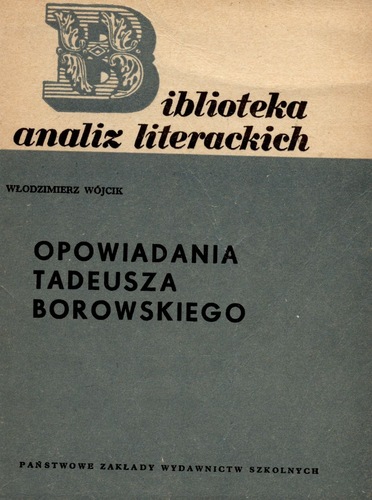 Biblioteka
analiz literackich
WŁODZIMIERZ WÓJCIK
OPOWIADANIA
TADEUSZA
BOROWSKIEGO
PAŃSTWOWE ZAKŁADY WYDAWNICTW SZKOLNYCH